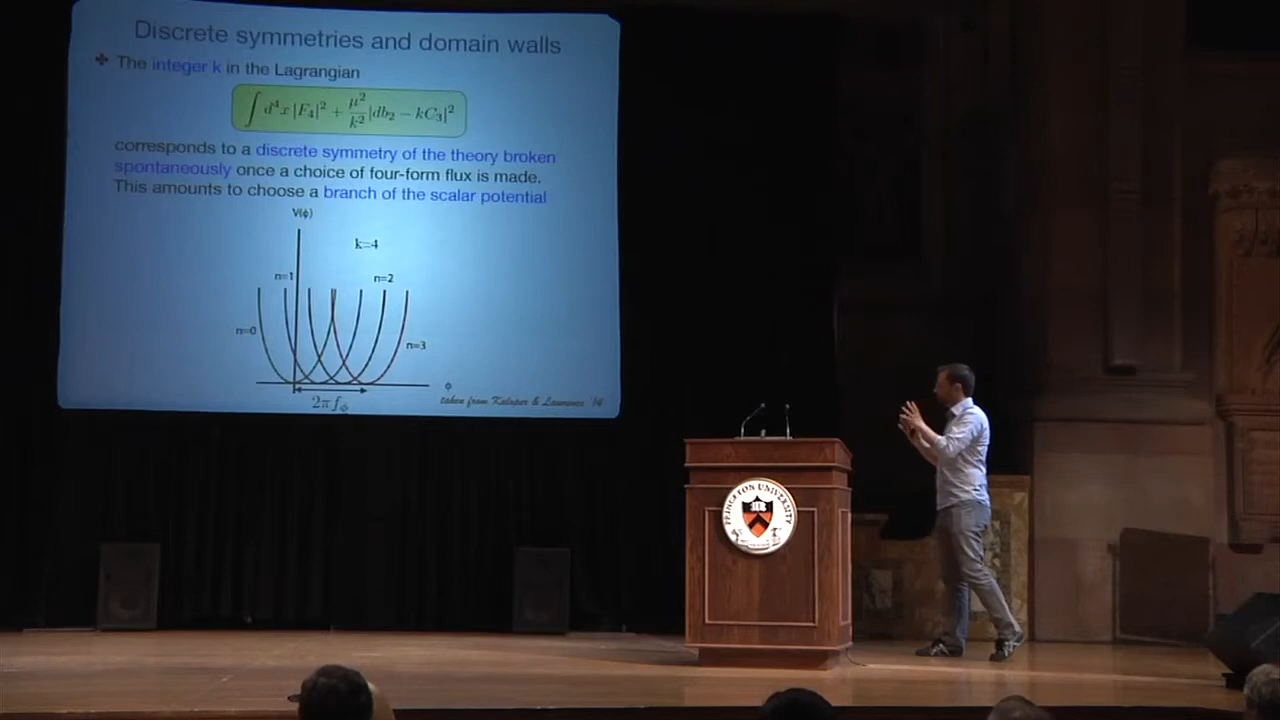 Discrete symmetries and domain walls
✤ The integer k in the Lagrangian
∫ d⁴x |F₄|² + μ²/k² |db₂ − kC₃|²
corresponds to a discrete symmetry of the theory broken
spontaneously once a choice of four-form flux is made.
This amounts to choose a branch of the scalar potential
V(ϕ)
k=4
n=1
n=2
n=0
n=3
ϕ
2πf_ϕ
taken from Kaloper & Lawrence '14
PRINCETON UNIVERSITY